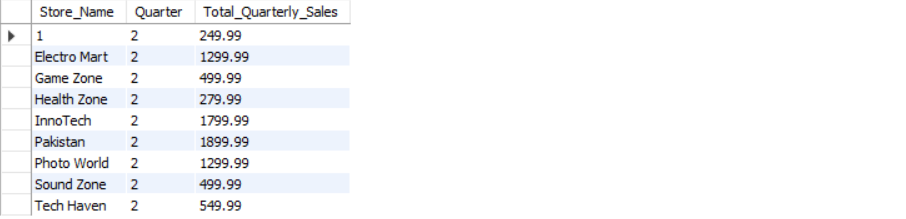 Store_Name Quarter Total_Quarterly_Sales
1 2 249.99
Electro Mart 2 1299.99
Game Zone 2 499.99
Health Zone 2 279.99
InnoTech 2 1799.99
Pakistan 2 1899.99
Photo World 2 1299.99
Sound Zone 2 499.99
Tech Haven 2 549.99